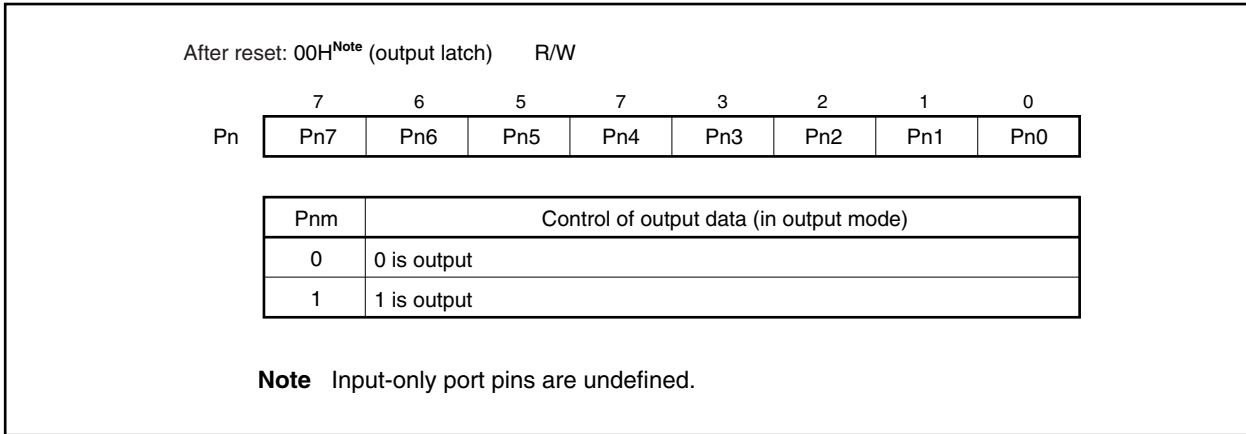 After reset: 00HNote (output latch) R/W
7 6 5 7 3 2 1 0
Pn Pn7 Pn6 Pn5 Pn4 Pn3 Pn2 Pn1 Pn0
Pnm Control of output data (in output mode)
0 0 is output
1 1 is output
Note Input-only port pins are undefined.